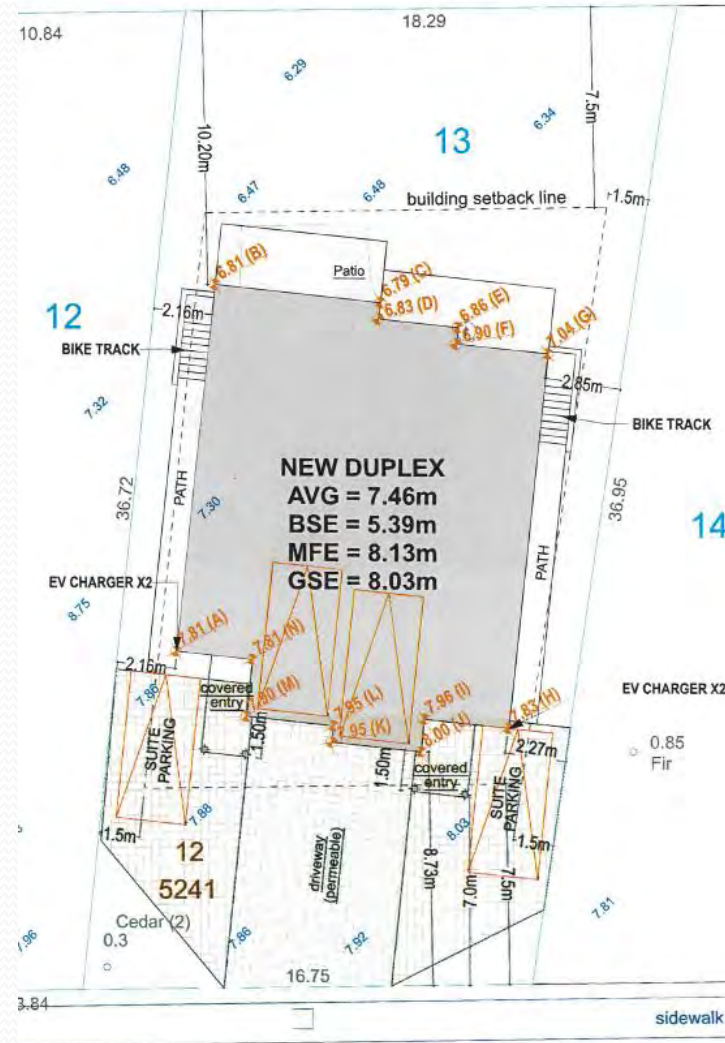 10.84
18.29
6.29
10.20m
7.5m
6.34
13
6.48
6.47
6.48
building setback line
1.5m
6.81 (B)
Patio
6.79 (C)
6.83 (D)
6.86 (E)
6.90 (F)
7.04 (G)
12
2.16m
BIKE TRACK
2.85m
BIKE TRACK
7.32
36.72
PATH
7.30
NEW DUPLEX
AVG = 7.46m
BSE = 5.39m
MFE = 8.13m
GSE = 8.03m
36.95
14
PATH
EV CHARGER X2
8.75
7.81 (A)
7.81 (N)
2.16m
7.86
covered
entry
7.80 (M)
7.95 (L)
7.95 (K)
7.96 (I)
8.00 (J)
7.83 (H)
EV CHARGER X2
1.50m
1.50m
2.27m
0.85
Fir
SUITE
PARKING
covered
entry
SUITE
PARKING
7.88
1.5m
8.03
1.5m
12
5241
driveway
(permeable)
8.73m
7.0m
7.5m
7.81
Cedar (2)
0.3
7.96
7.86
7.92
16.75
3.84
sidewalk